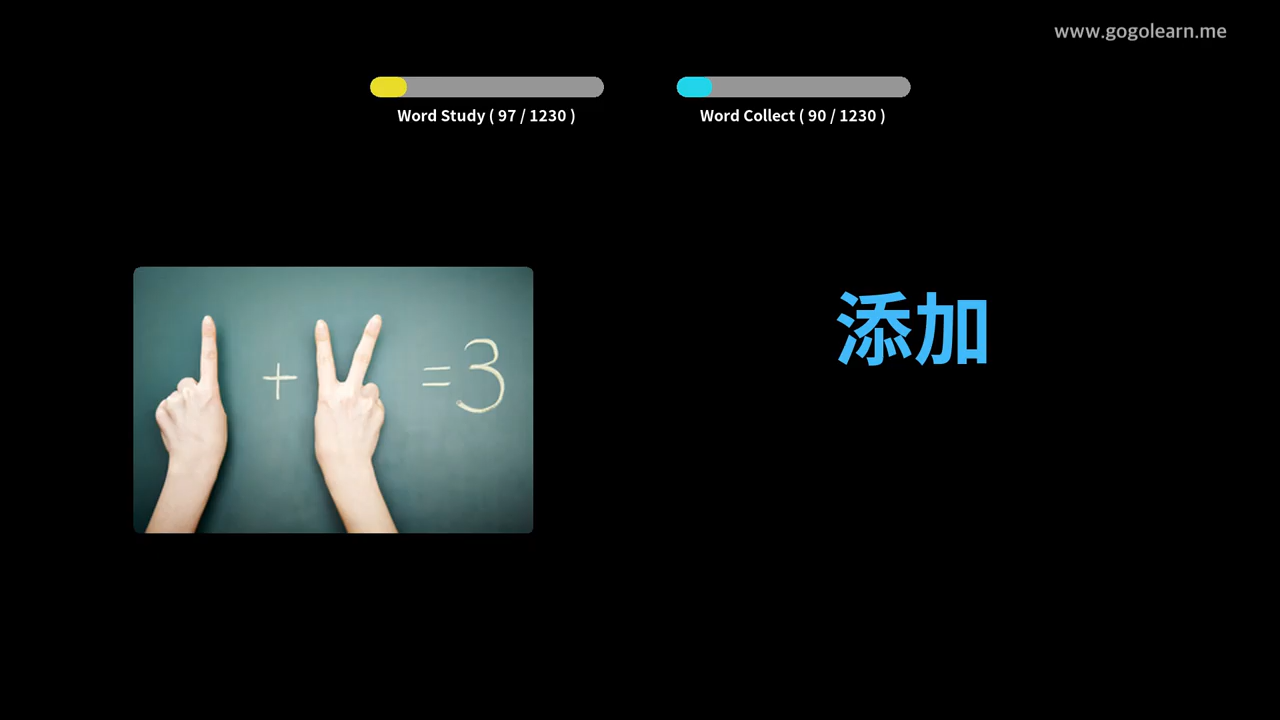 www.gogolearn.me
Word Study ( 97 / 1230 )
Word Collect ( 90 / 1230 )
添加
+ =3